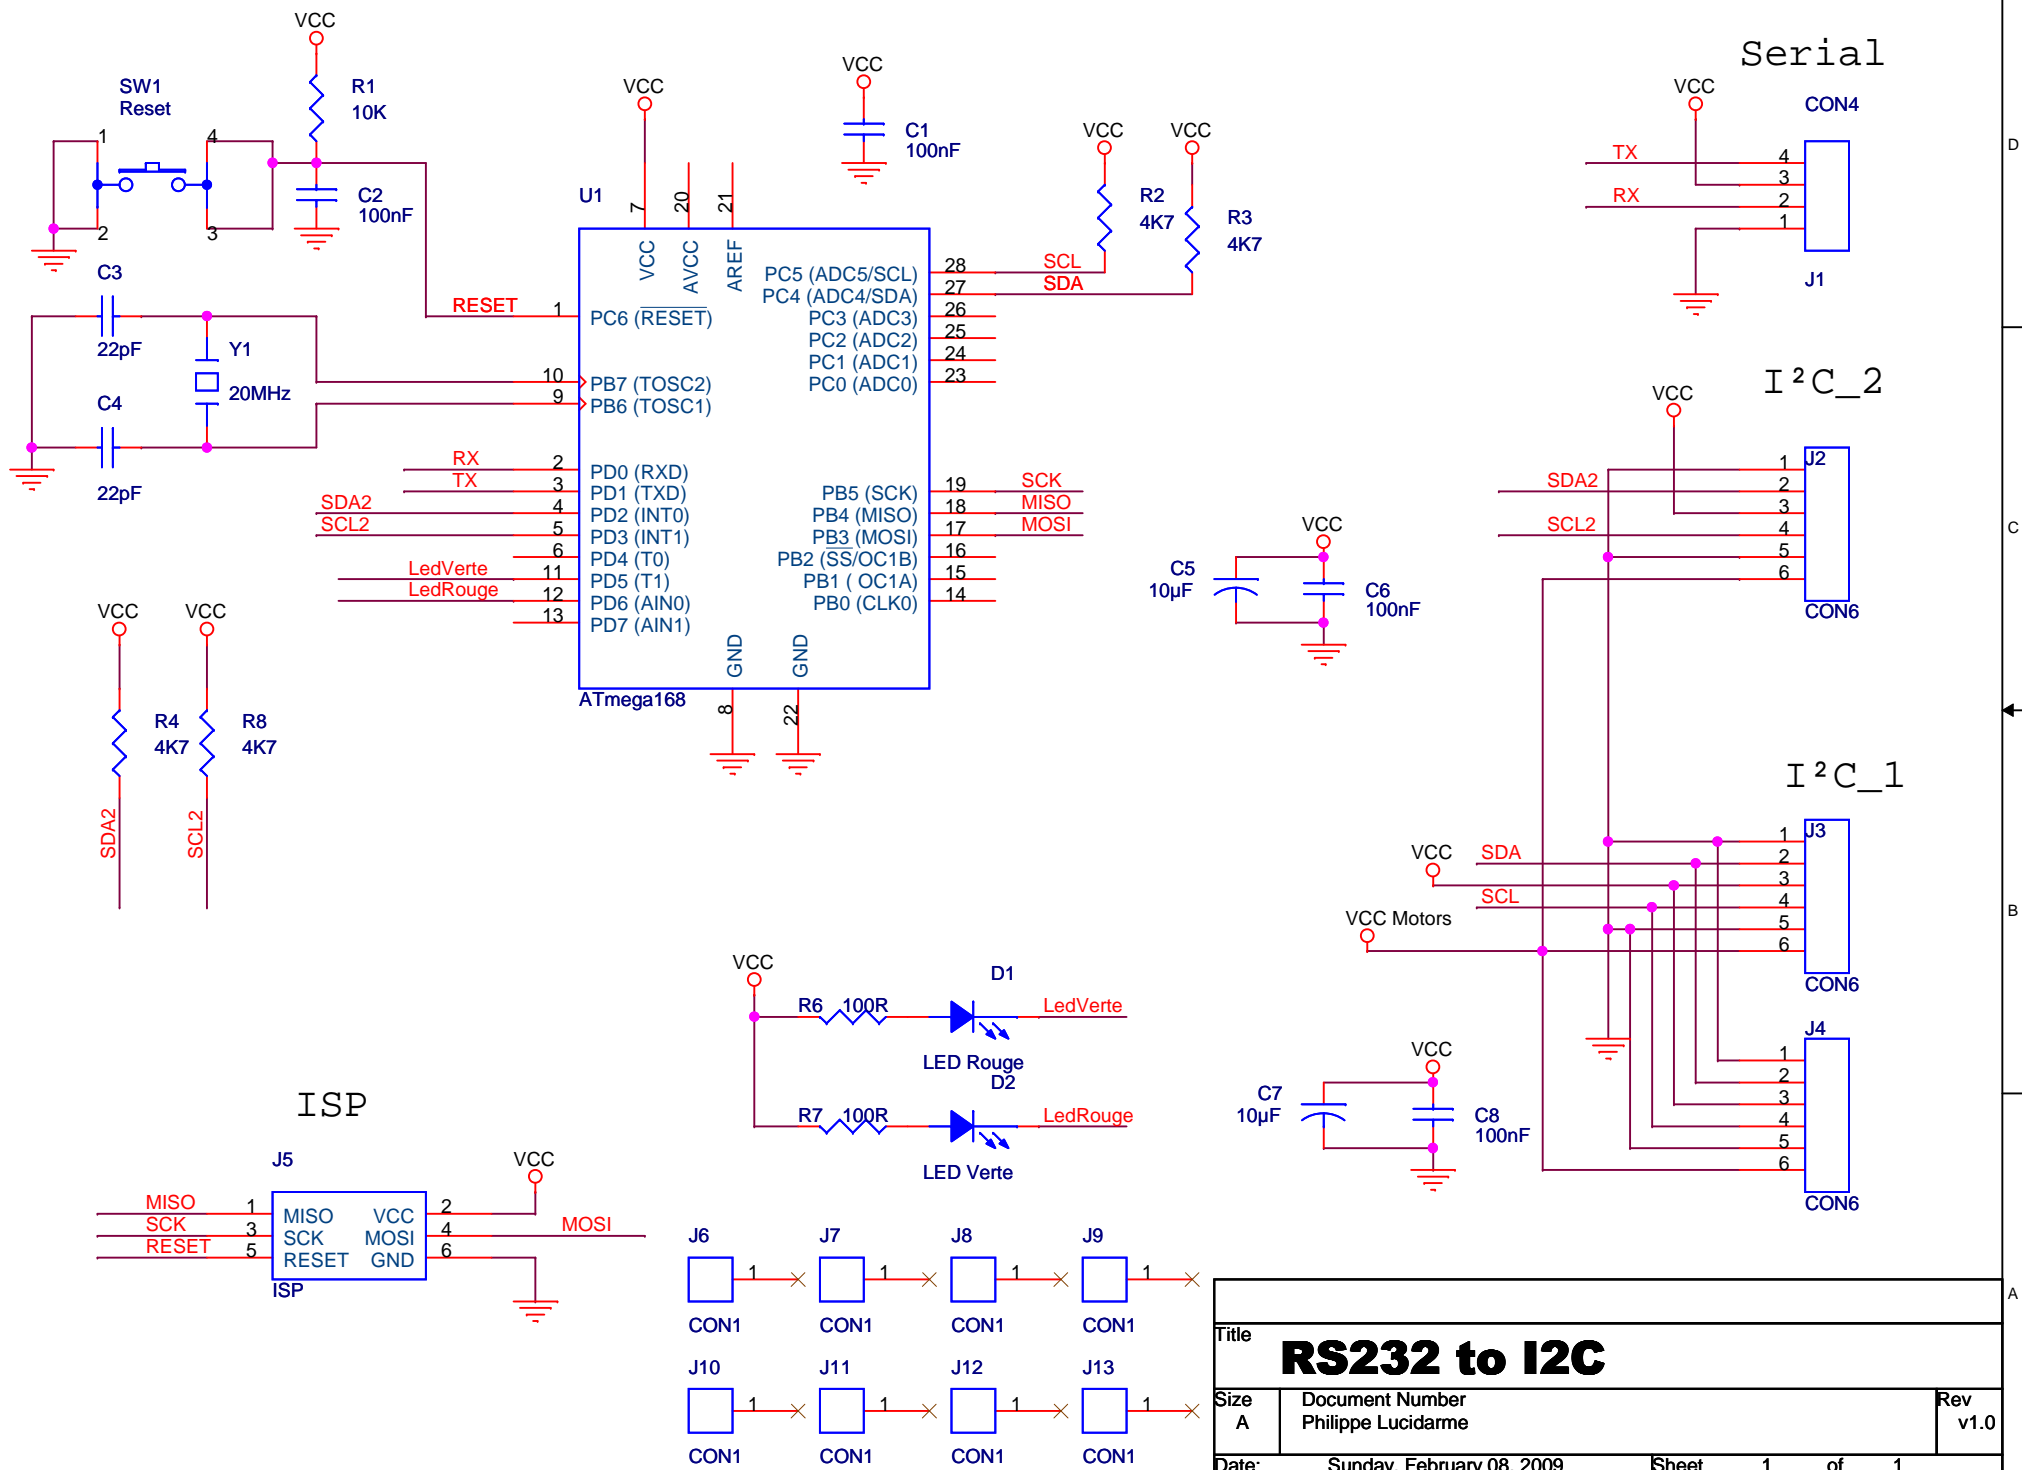 VCC
SW1
Reset
R1
10K
1
4
2
3
C2
100nF
VCC
VCC
C1
100nF
VCC
VCC
R2
4K7
R3
4K7
Serial
VCC
CON4
TX
4
3
RX
2
1
J1
D
C3
22pF
Y1
20MHz
C4
22pF
U1
7
20
21
VCC
AVCC
AREF
RESET
1
PC6 (RESET)
10
PB7 (TOSC2)
9
PB6 (TOSC1)
RX
2
PD0 (RXD)
TX
3
PD1 (TXD)
SDA2
4
PD2 (INT0)
SCL2
5
PD3 (INT1)
6
PD4 (T0)
LedVerte
11
PD5 (T1)
LedRouge
12
PD6 (AIN0)
13
PD7 (AIN1)
PC5 (ADC5/SCL)
28
SCL
PC4 (ADC4/SDA)
27
SDA
PC3 (ADC3)
26
PC2 (ADC2)
25
PC1 (ADC1)
24
PC0 (ADC0)
23
PB5 (SCK)
19
SCK
PB4 (MISO)
18
MISO
PB3 (MOSI)
17
MOSI
PB2 (SS/OC1B)
16
PB1 ( OC1A)
15
PB0 (CLK0)
14
GND
GND
ATmega168
8
22
I²C_2
VCC
J2
1
SDA2
2
3
SCL2
4
5
6
CON6
C
VCC
C5
10µF
C6
100nF
VCC
VCC
R4
4K7
R8
4K7
SDA2
SCL2
I²C_1
J3
1
VCC
SDA
2
3
SCL
4
VCC Motors
5
6
CON6
B
J4
1
2
3
4
5
6
CON6
VCC
D1
R6
100R
LedVerte
LED Rouge
D2
R7
100R
LedRouge
LED Verte
VCC
C7
10µF
C8
100nF
ISP
J5
VCC
MISO
1
MISO
VCC
2
SCK
3
SCK
MOSI
4
MOSI
RESET
5
RESET
GND
6
ISP
J6
1
CON1
J7
1
CON1
J8
1
CON1
J9
1
CON1
J10
1
CON1
J11
1
CON1
J12
1
CON1
J13
1
CON1
A
Title
RS232 to I2C
Size
A
Document Number
Philippe Lucidarme
Rev
v1.0
Date:
Sunday, February 08, 2009
Sheet
1
of
1